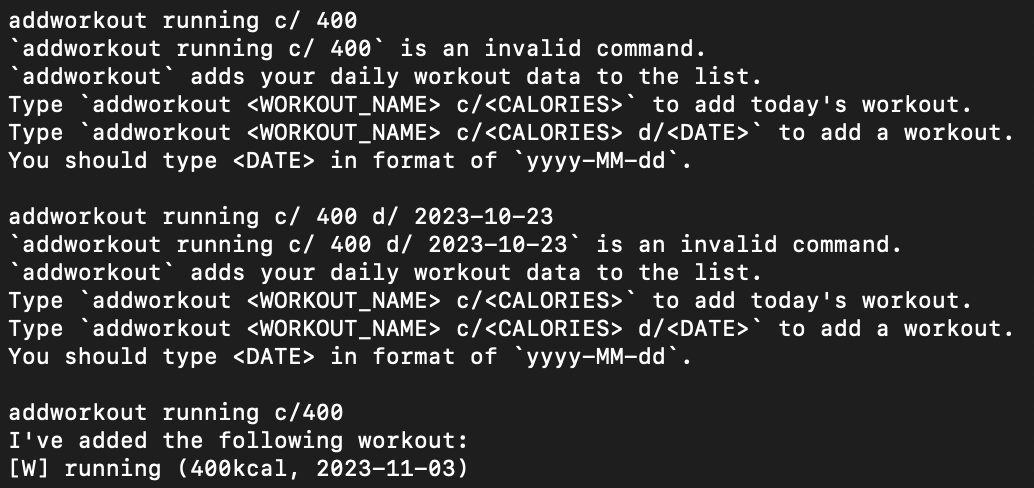 addworkout running c/ 400
`addworkout running c/ 400` is an invalid command.
`addworkout` adds your daily workout data to the list.
Type `addworkout <WORKOUT_NAME> c/<CALORIES>` to add today's workout.
Type `addworkout <WORKOUT_NAME> c/<CALORIES> d/<DATE>` to add a workout.
You should type <DATE> in format of `yyyy-MM-dd`.

addworkout running c/ 400 d/ 2023-10-23
`addworkout running c/ 400 d/ 2023-10-23` is an invalid command.
`addworkout` adds your daily workout data to the list.
Type `addworkout <WORKOUT_NAME> c/<CALORIES>` to add today's workout.
Type `addworkout <WORKOUT_NAME> c/<CALORIES> d/<DATE>` to add a workout.
You should type <DATE> in format of `yyyy-MM-dd`.

addworkout running c/400
I've added the following workout:
[W] running (400kcal, 2023-11-03)